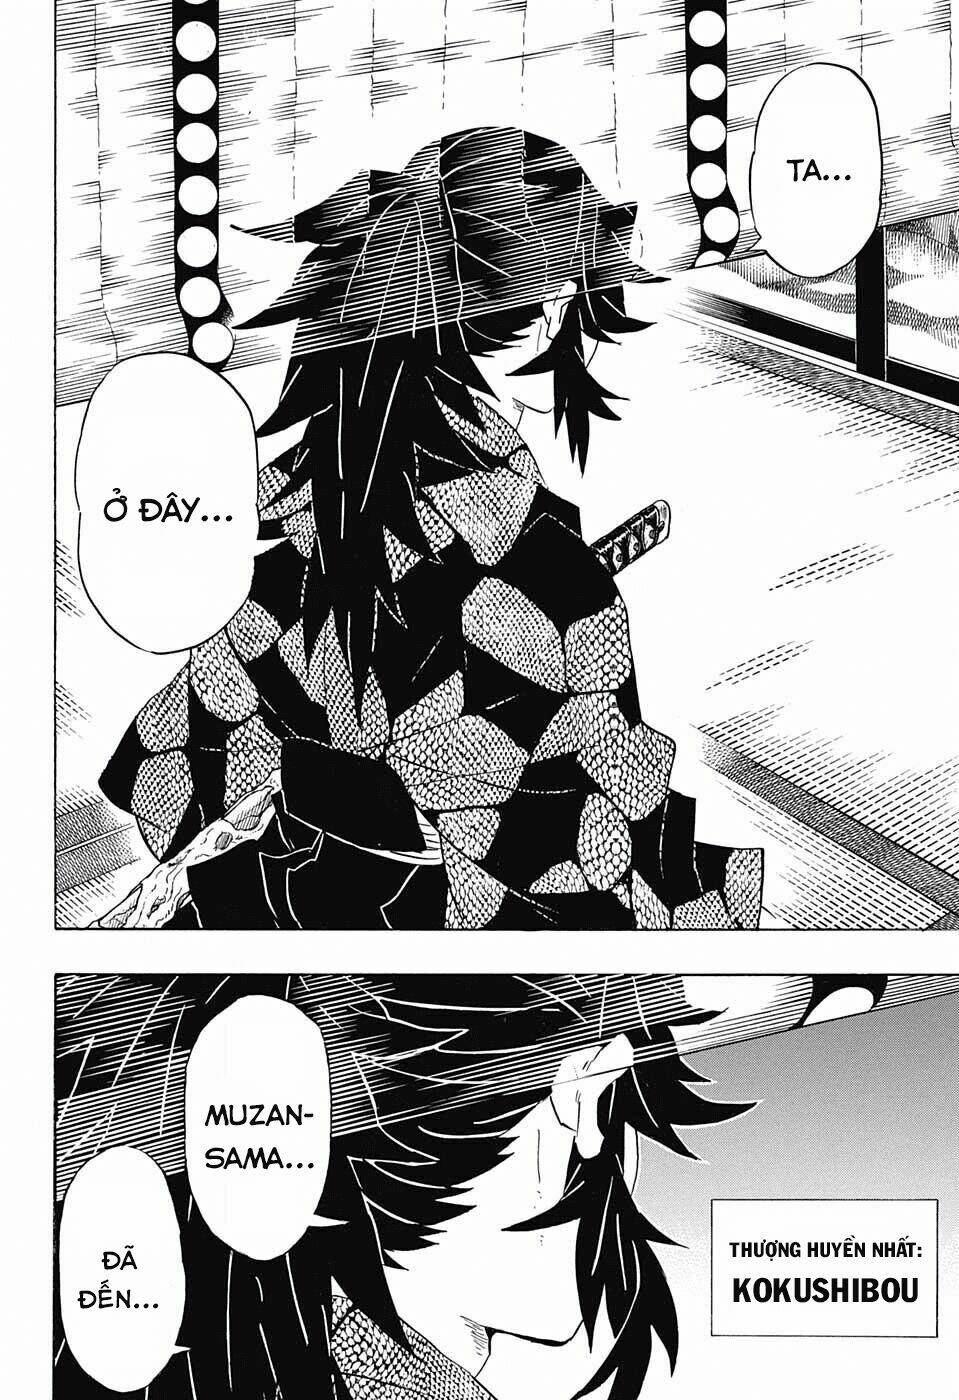 TA...
Ở ĐÂY...
MUZAN-
SAMA...
ĐÃ
ĐẾN...
THƯỢNG HUYỀN NHẤT:
KOKUSHIBOU